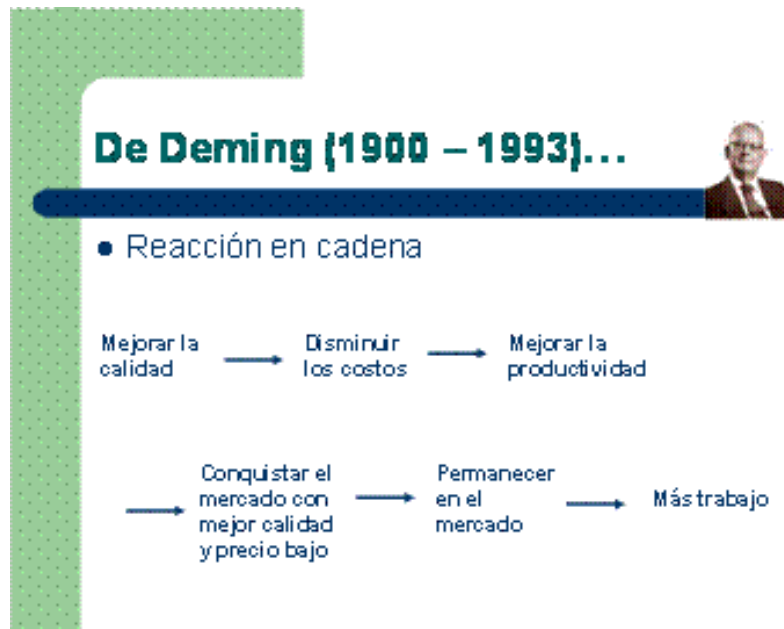 De Deming (1900 – 1993)...
Reacción en cadena
Mejorar la
calidad
Disminuir
los costos
Mejorar la
productividad
Conquistar el
mercado con
mejor calidad
y precio bajo
Permanecer
en el
mercado
Más trabajo